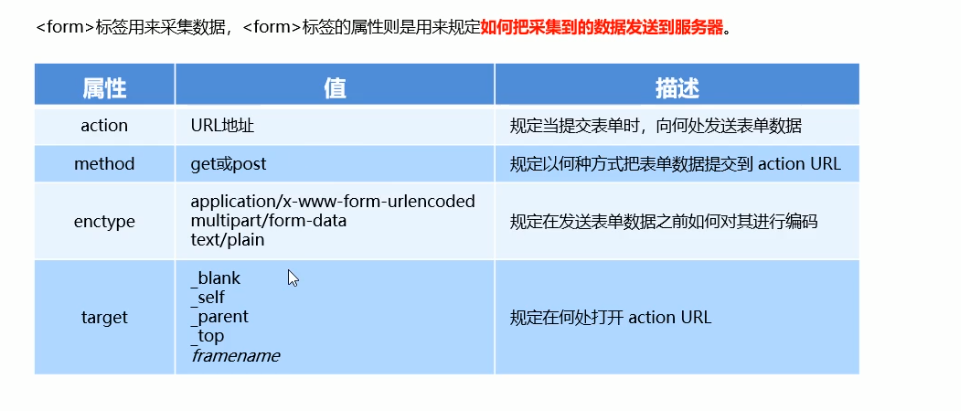 <form>标签用来采集数据，<form>标签的属性则是用来规定如何把采集到的数据发送到服务器。
属性 值 描述
action URL地址 规定当提交表单时，向何处发送表单数据
method get或post 规定以何种方式把表单数据提交到 action URL
enctype
application/x-www-form-urlencoded
multipart/form-data
text/plain
规定在发送表单数据之前如何对其进行编码
target
_blank
_self
_parent
_top
framename
规定在何处打开 action URL